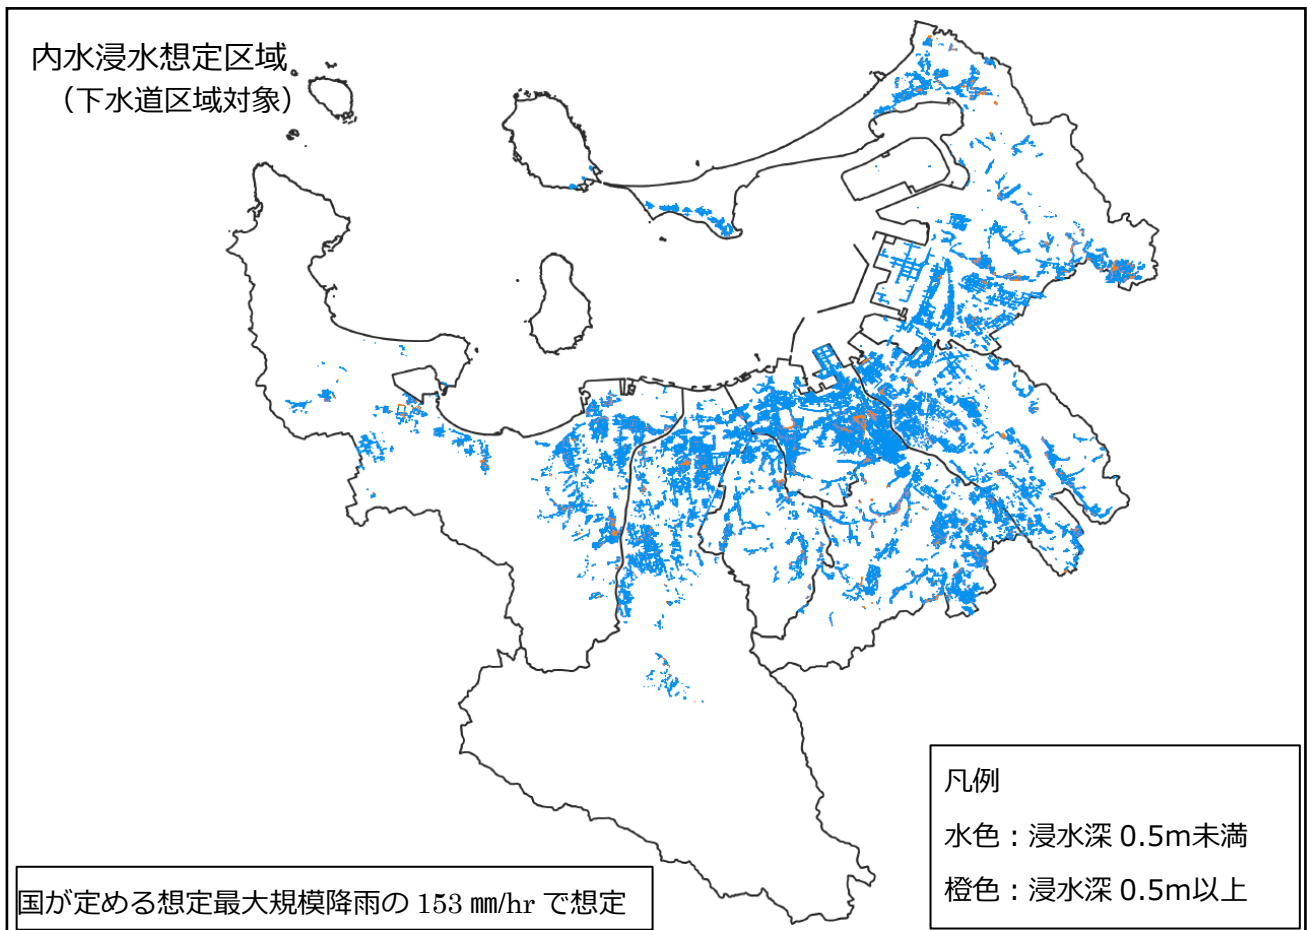 内水浸水想定区域
（下水道区域対象）
凡例
水色：浸水深 0.5m未満
橙色：浸水深 0.5m以上
国が定める想定最大規模降雨の 153 ㎜/hr で想定